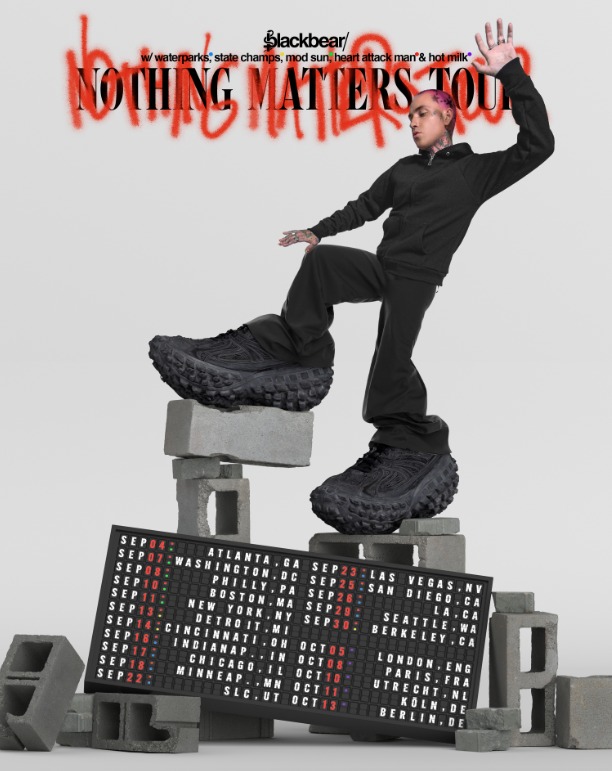 blackbear/
w/ waterparks, state champs, mod sun, heart attack man & hot milk
NOTHING MATTERS TOUR
NOTHING MATTERS TOUR
SEP04 ATLANTA,GA
SEP07 WASHINGTON,DC
SEP08 PHILLY,PA
SEP10 BOSTON,MA
SEP11 NEW YORK,NY
SEP13 DETROIT,MI
SEP14 CINCINNATI,OH
SEP16 INDIANAP.,IN
SEP17 CHICAGO,IL
SEP18 MINNEAP.,MN
SEP22 SLC,UT
SEP23 LAS VEGAS,NV
SEP25 SAN DIEGO,CA
SEP26 LA,CA
SEP29 SEATTLE,WA
SEP30 BERKELEY,CA
OCT05 LONDON,ENG
OCT08 PARIS,FRA
OCT10 UTRECHT,NL
OCT11 KÖLN,DE
OCT13 BERLIN,DE